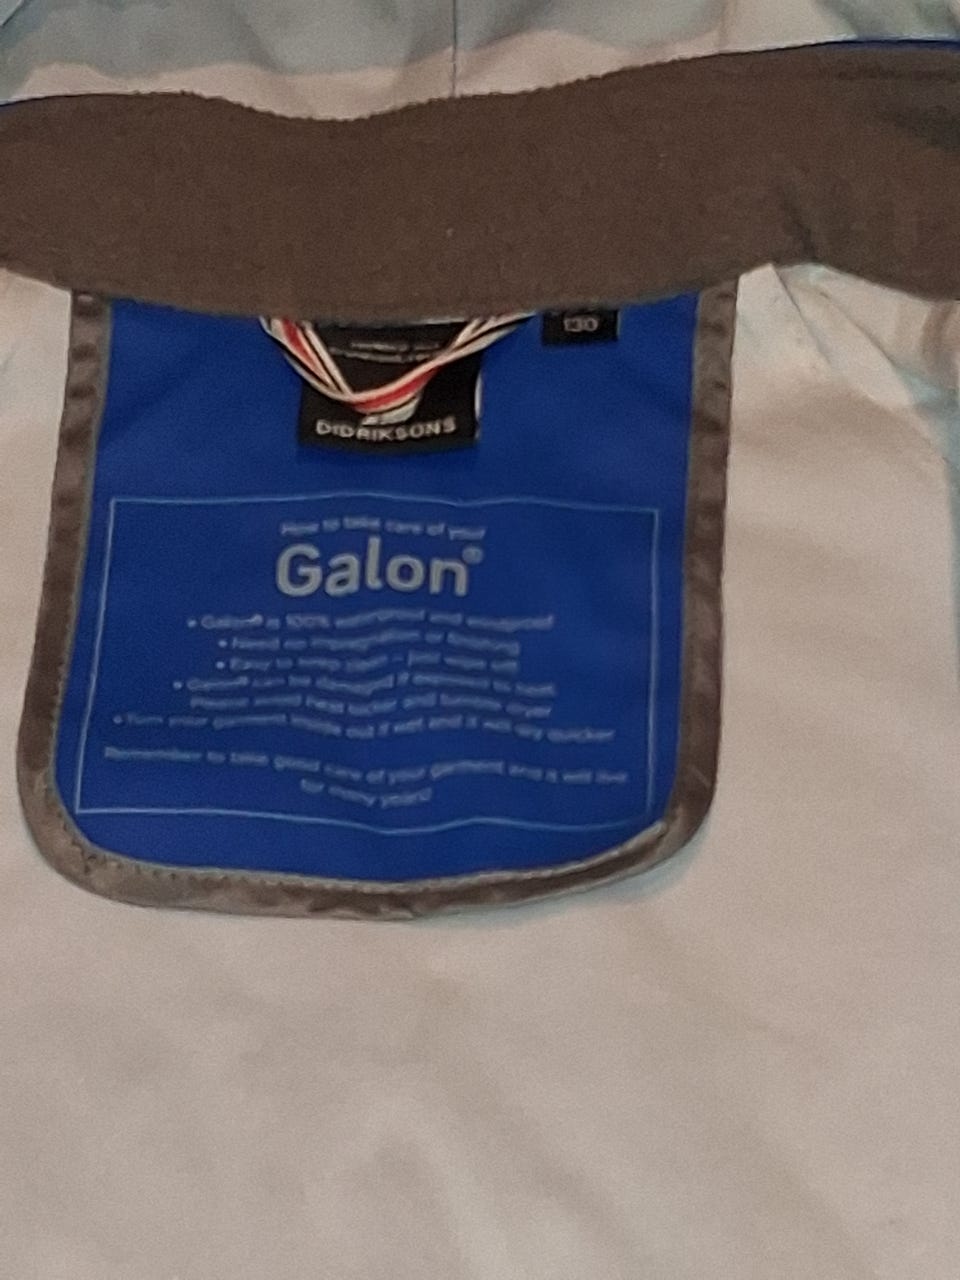 130
DIDRIKSONS
How to take care of your
Galon®
• Galon® is 100% waterproof and windproof
• Need no impregnation or
• Easy to keep clean - just wipe off
• Galon® can be damaged if exposed to heat.
Please avoid heat locker and tumble dryer
• Turn your garment inside out if wet and it will dry quicker
Remember to take good care of your garment and it will live
for many years!